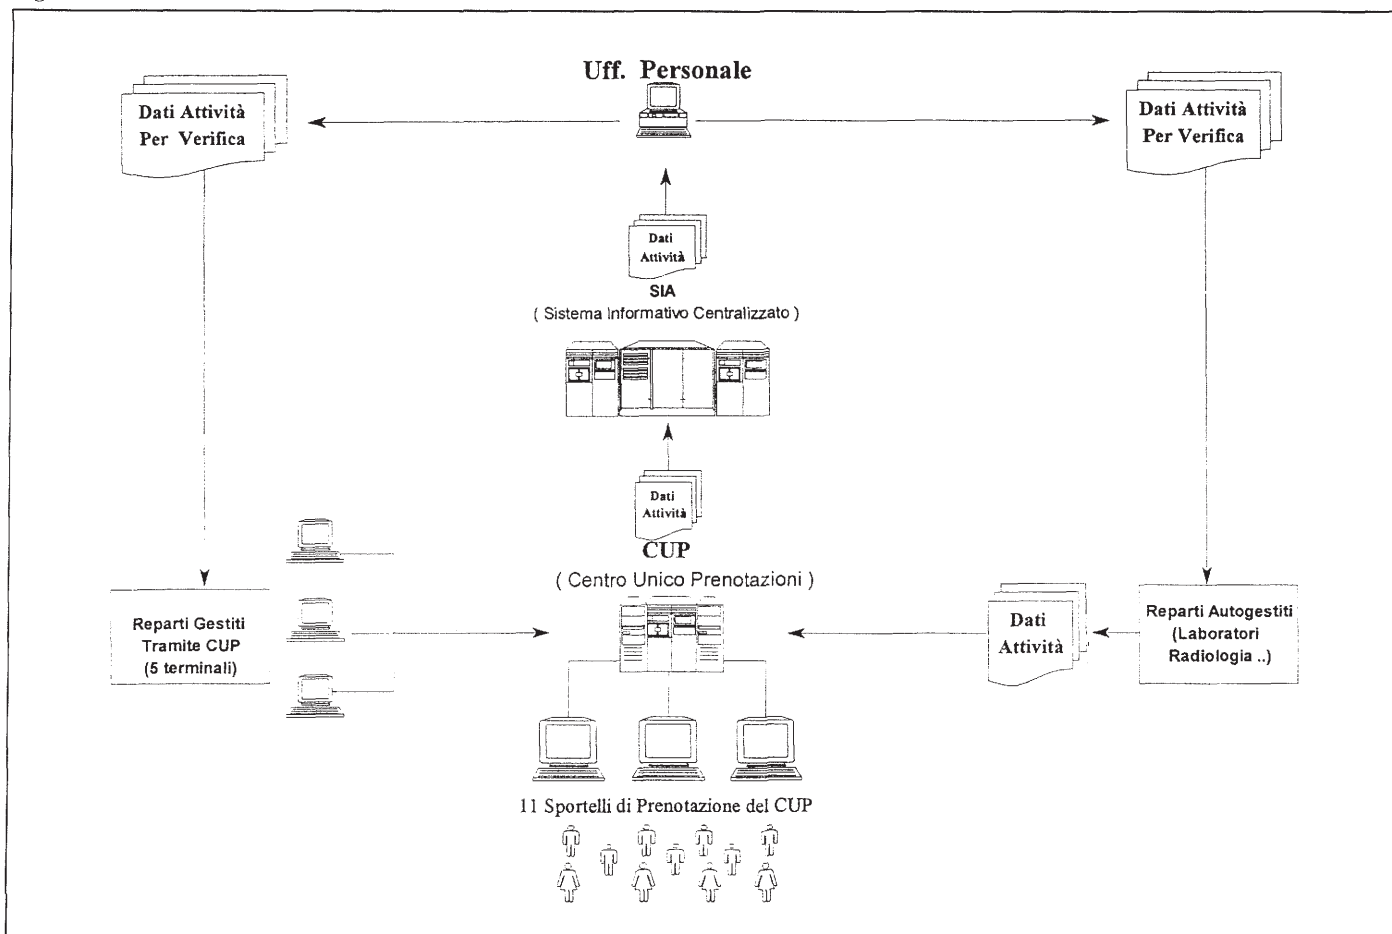 Uff. Personale
Dati Attività
Per Verifica
Dati Attività
Per Verifica
Dati
Attività
SIA
( Sistema Informativo Centralizzato )
Dati
Attività
CUP
( Centro Unico Prenotazioni )
Reparti Gestiti
Tramite CUP
(5 terminali)
Dati
Attività
Reparti Autogestiti
(Laboratori
Radiologia ..)
11 Sportelli di Prenotazione del CUP